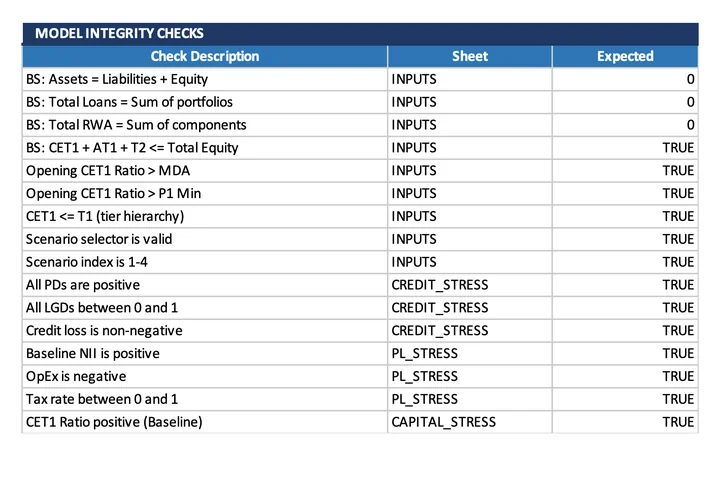 MODEL INTEGRITY CHECKS
Check Description Sheet Expected
BS: Assets = Liabilities + Equity INPUTS 0
BS: Total Loans = Sum of portfolios INPUTS 0
BS: Total RWA = Sum of components INPUTS 0
BS: CET1 + AT1 + T2 <= Total Equity INPUTS TRUE
Opening CET1 Ratio > MDA INPUTS TRUE
Opening CET1 Ratio > P1 Min INPUTS TRUE
CET1 <= T1 (tier hierarchy) INPUTS TRUE
Scenario selector is valid INPUTS TRUE
Scenario index is 1-4 INPUTS TRUE
All PDs are positive CREDIT_STRESS TRUE
All LGDs between 0 and 1 CREDIT_STRESS TRUE
Credit loss is non-negative CREDIT_STRESS TRUE
Baseline NII is positive PL_STRESS TRUE
OpEx is negative PL_STRESS TRUE
Tax rate between 0 and 1 PL_STRESS TRUE
CET1 Ratio positive (Baseline) CAPITAL_STRESS TRUE